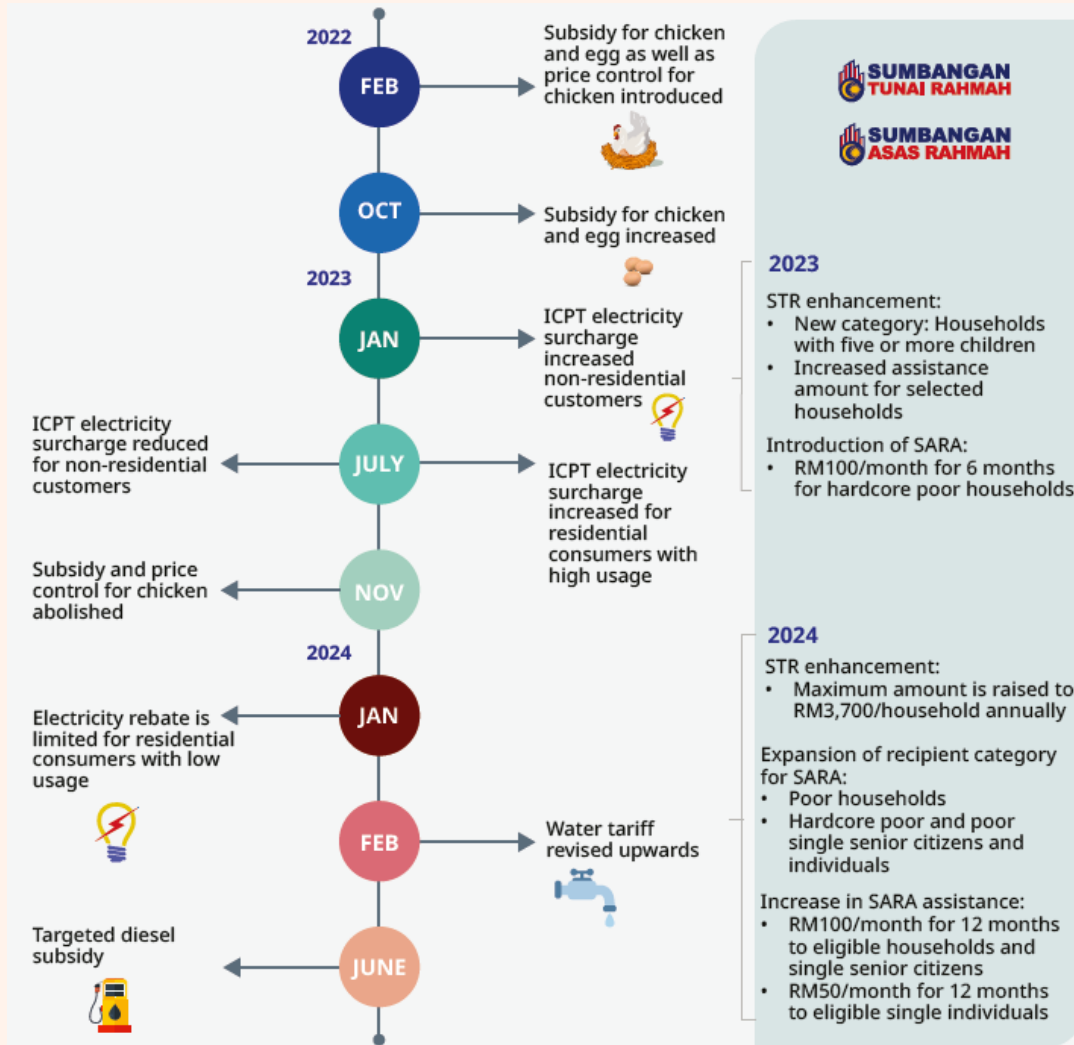 2022
FEB
Subsidy for chicken
and egg as well as
price control for
chicken introduced
OCT
Subsidy for chicken
and egg increased
2023
JAN
ICPT electricity
surcharge
increased
non-residential
customers
JULY
ICPT electricity
surcharge reduced
for non-residential
customers
ICPT electricity
surcharge
increased for
residential
consumers with
high usage
NOV
Subsidy and price
control for chicken
abolished
2024
JAN
Electricity rebate is
limited for residential
consumers with low
usage
FEB
Water tariff
revised upwards
JUNE
Targeted diesel
subsidy
SUMBANGAN
TUNAI RAHMAH
SUMBANGAN
ASAS RAHMAH
2023
STR enhancement:
• New category: Households
with five or more children
• Increased assistance
amount for selected
households
Introduction of SARA:
• RM100/month for 6 months
for hardcore poor households
2024
STR enhancement:
• Maximum amount is raised to
RM3,700/household annually
Expansion of recipient category
for SARA:
• Poor households
• Hardcore poor and poor
single senior citizens and
individuals
Increase in SARA assistance:
• RM100/month for 12 months
to eligible households and
single senior citizens
• RM50/month for 12 months
to eligible single individuals